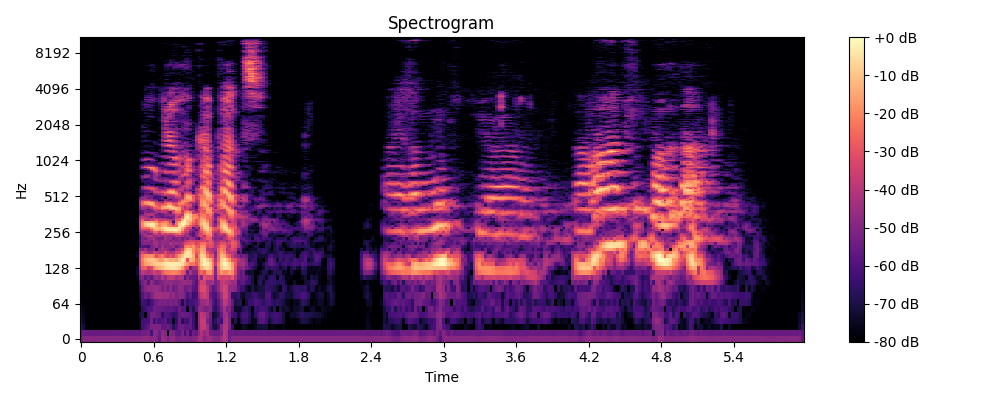 Spectrogram
8192
4096
2048
1024
512
256
128
64
0
Hz
0 0.6 1.2 1.8 2.4 3 3.6 4.2 4.8 5.4
Time
+0 dB
-10 dB
-20 dB
-30 dB
-40 dB
-50 dB
-60 dB
-70 dB
-80 dB